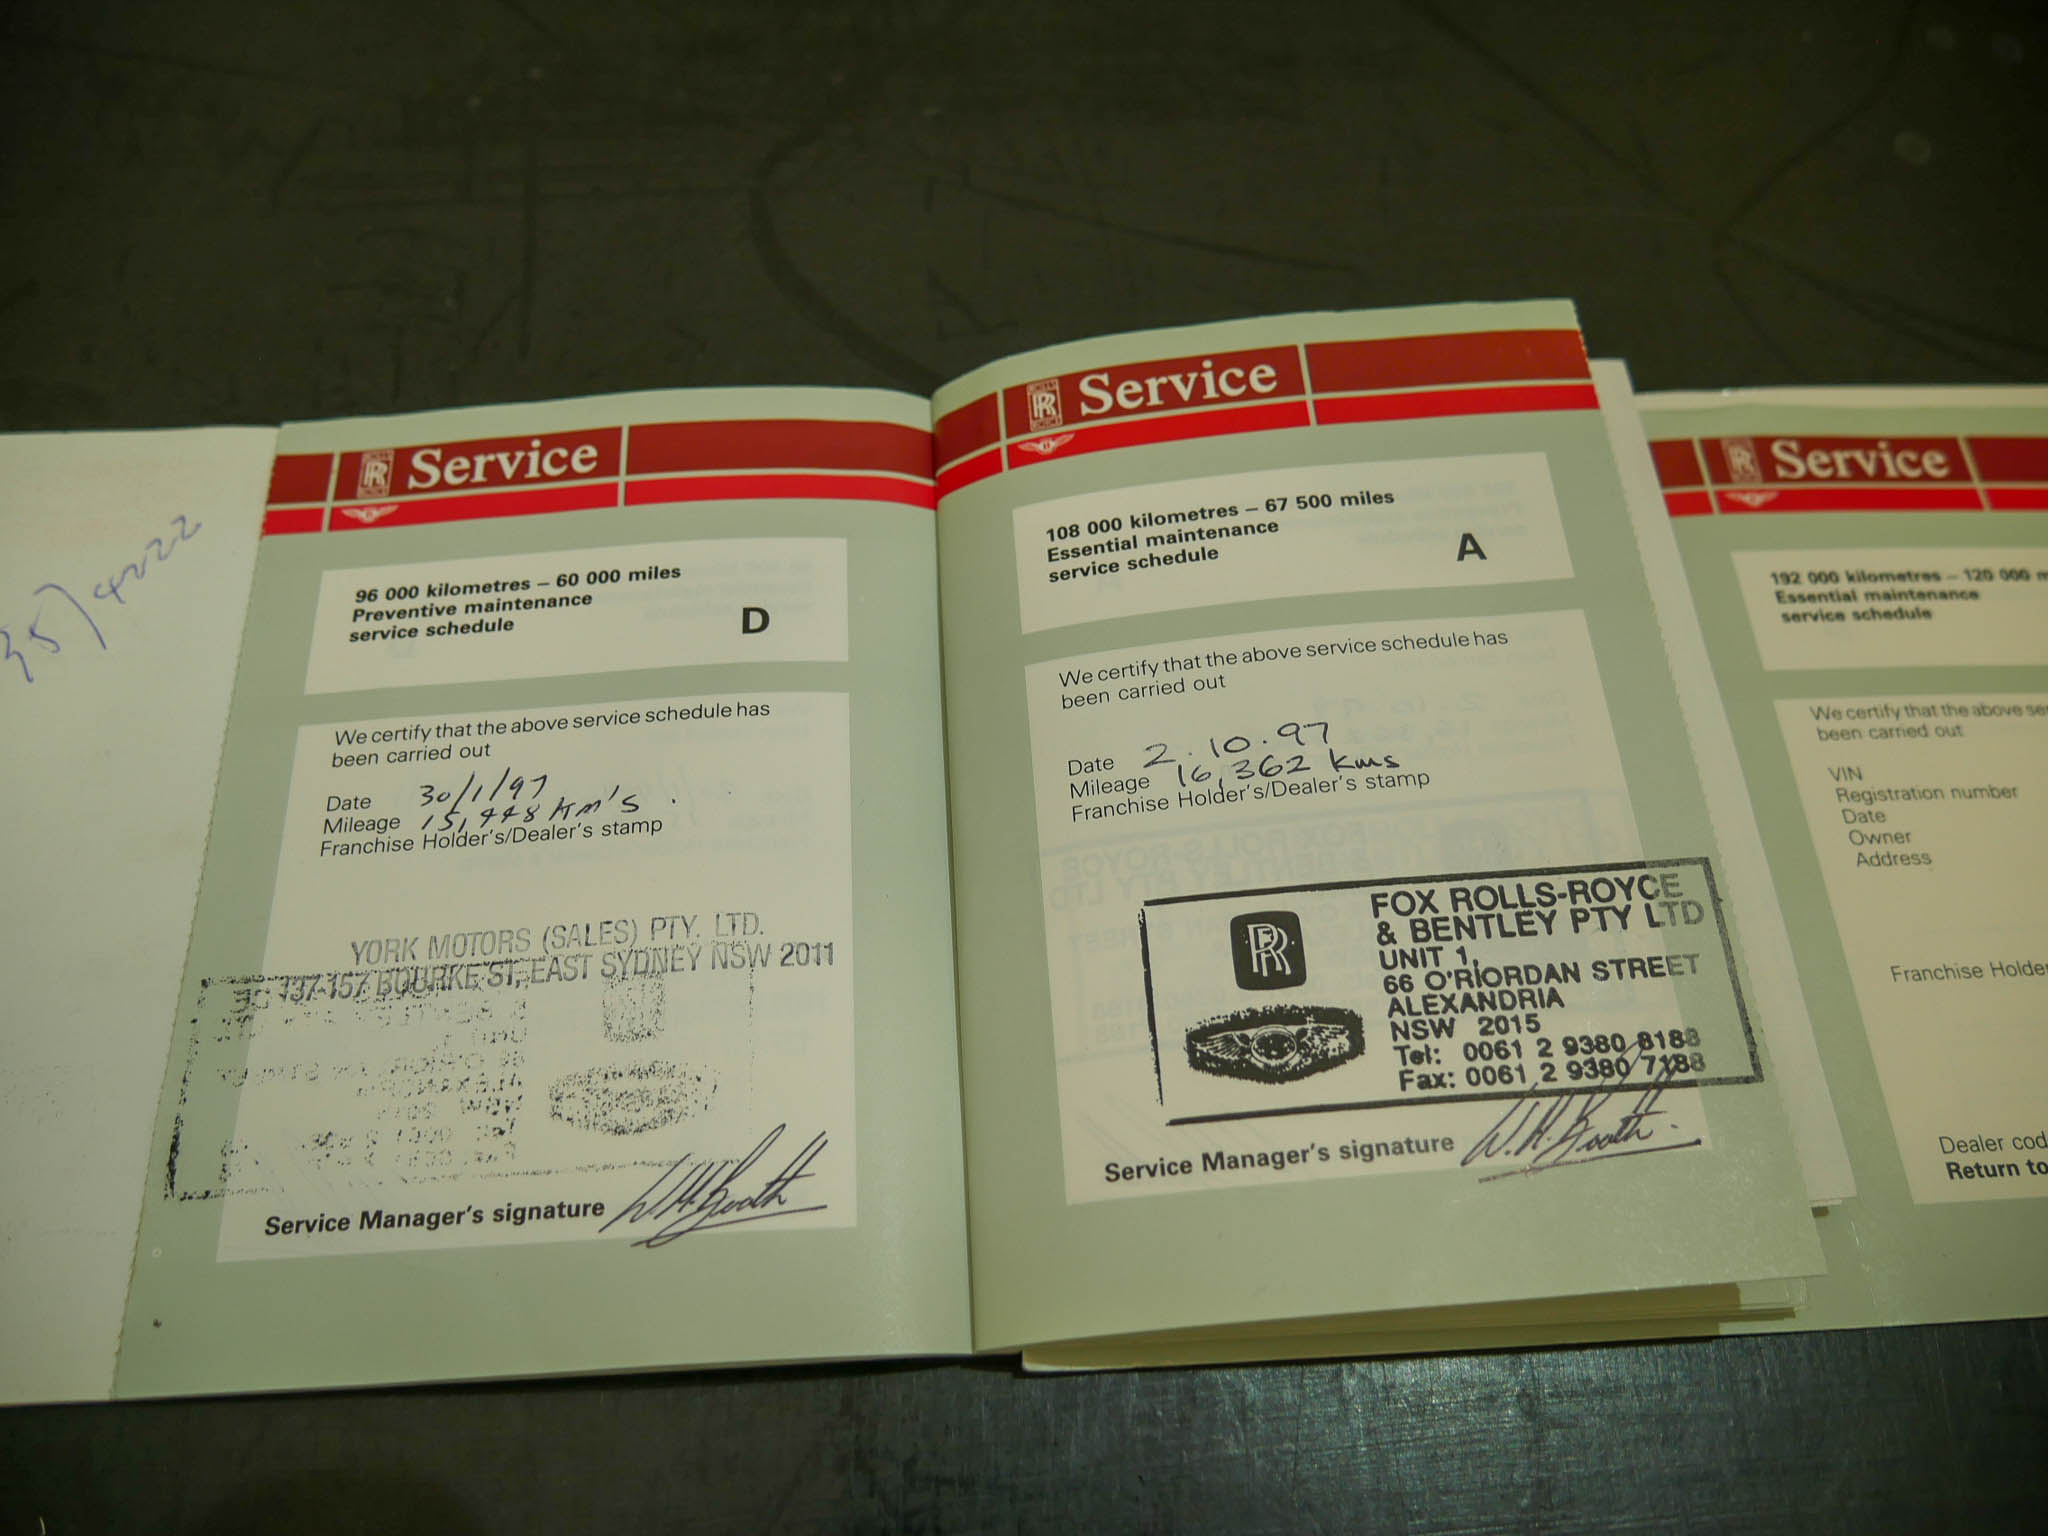 Service
96 000 kilometres – 60 000 miles
Preventive maintenance
service schedule
D
We certify that the above service schedule has
been carried out
Date 30/1/97
Mileage 15,448 Km's.
Franchise Holder's/Dealer's stamp
YORK MOTORS (SALES) PTY. LTD.
137-157 BOURKE ST, EAST SYDNEY NSW 2011
Service Manager's signature W.H. Booth
Service
108 000 kilometres – 67 500 miles
Essential maintenance
service schedule
A
We certify that the above service schedule has
been carried out
Date 2.10.97
Mileage 16,362 kms
Franchise Holder's/Dealer's stamp
FOX ROLLS-ROYCE
& BENTLEY PTY LTD
UNIT 1,
66 O'RIORDAN STREET
ALEXANDRIA
NSW 2015
Tel: 0061 2 9380 8188
Fax: 0061 2 9380 7188
Service Manager's signature W.H. Booth.
Service
192 000 kilometres – 120 000
Essential maintenance
service schedule
We certify that the above
been carried out
VIN
Registration number
Date
Owner
Address
Franchise
Dealer
Return to